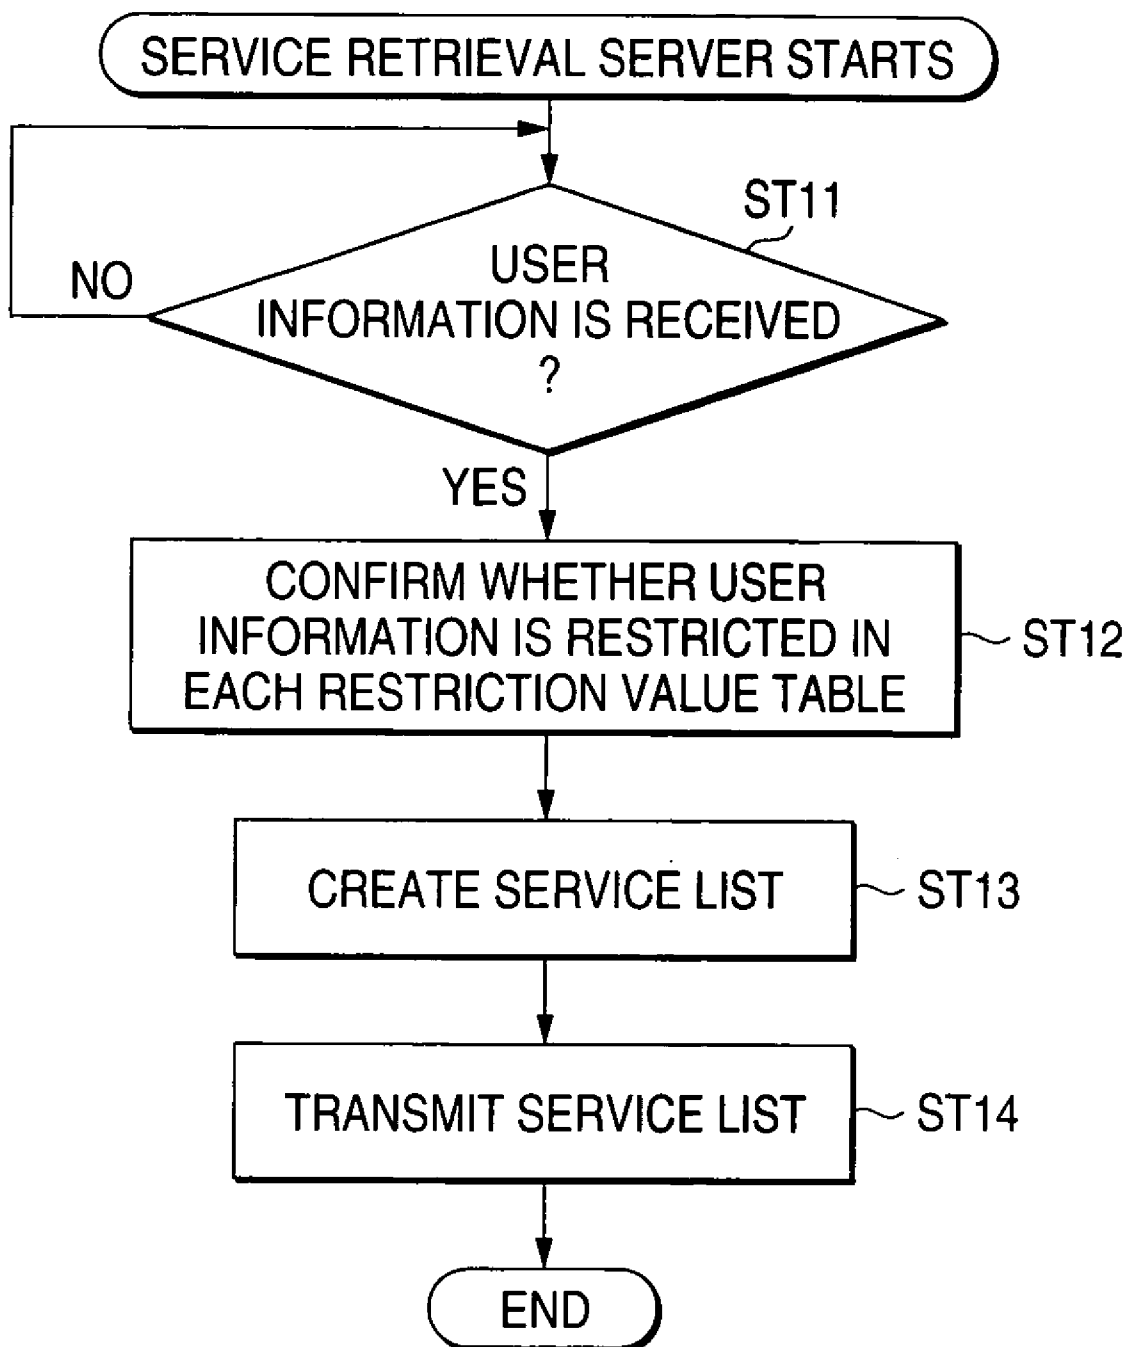 SERVICE RETRIEVAL SERVER STARTS
ST11
USER
INFORMATION IS RECEIVED
?
NO
YES
CONFIRM WHETHER USER
INFORMATION IS RESTRICTED IN
EACH RESTRICTION VALUE TABLE
ST12
CREATE SERVICE LIST
ST13
TRANSMIT SERVICE LIST
ST14
END